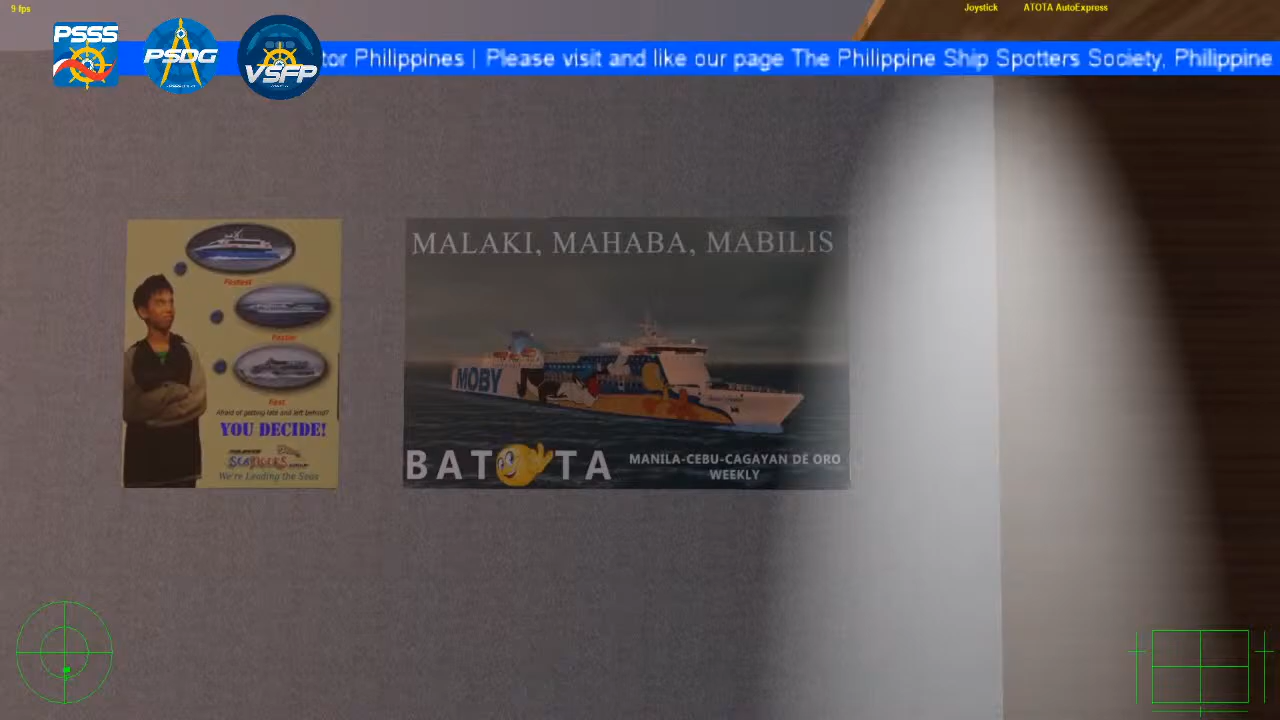 9 fps
Joystick
ATOTA AutoExpress
PSSS
PSDG
VSFP
tor Philippines | Please visit and like our page The Philippine Ship Spotters Society, Philippine
Fastest
Faster
Fast
Afraid of getting late and left behind?
YOU DECIDE!
SEATIGERS
We're Leading the Seas
MALAKI, MAHABA, MABILIS
MOBY
BATOTA
MANILA-CEBU-CAGAYAN DE ORO
WEEKLY